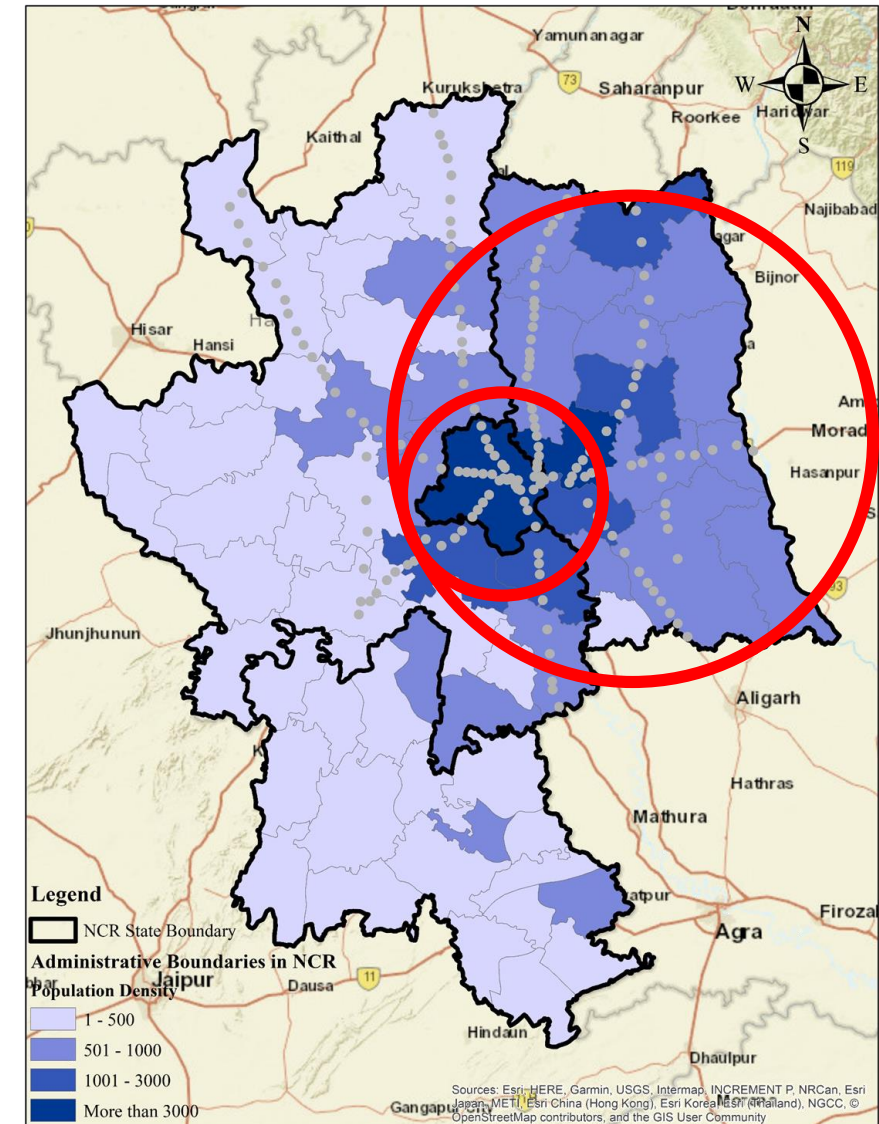 Yamunanagar
N
Kurukshetra
73
Saharanpur
W
E
Kaithal
Roorkee
Haridwar
S
119
Najibabad
Bijnor
Hisar
Hansi
Morad
Hasanpur
93
Jhunjhunun
Aligarh
Hathras
Mathura
Legend
NCR State Boundary
atpur
Firozal
Agra
Administrative Boundaries in NCR
Population Density
Jaipur
11
Dausa
1 - 500
Hindaun
501 - 1000
Dhaulpur
1001 - 3000
More than 3000
Gangapur City
Sources: Esri, HERE, Garmin, USGS, Intermap, INCREMENT P, NRCan, Esri
Japan, METI, Esri China (Hong Kong), Esri Korea, Esri (Thailand), NGCC, ©
OpenStreetMap contributors, and the GIS User Community